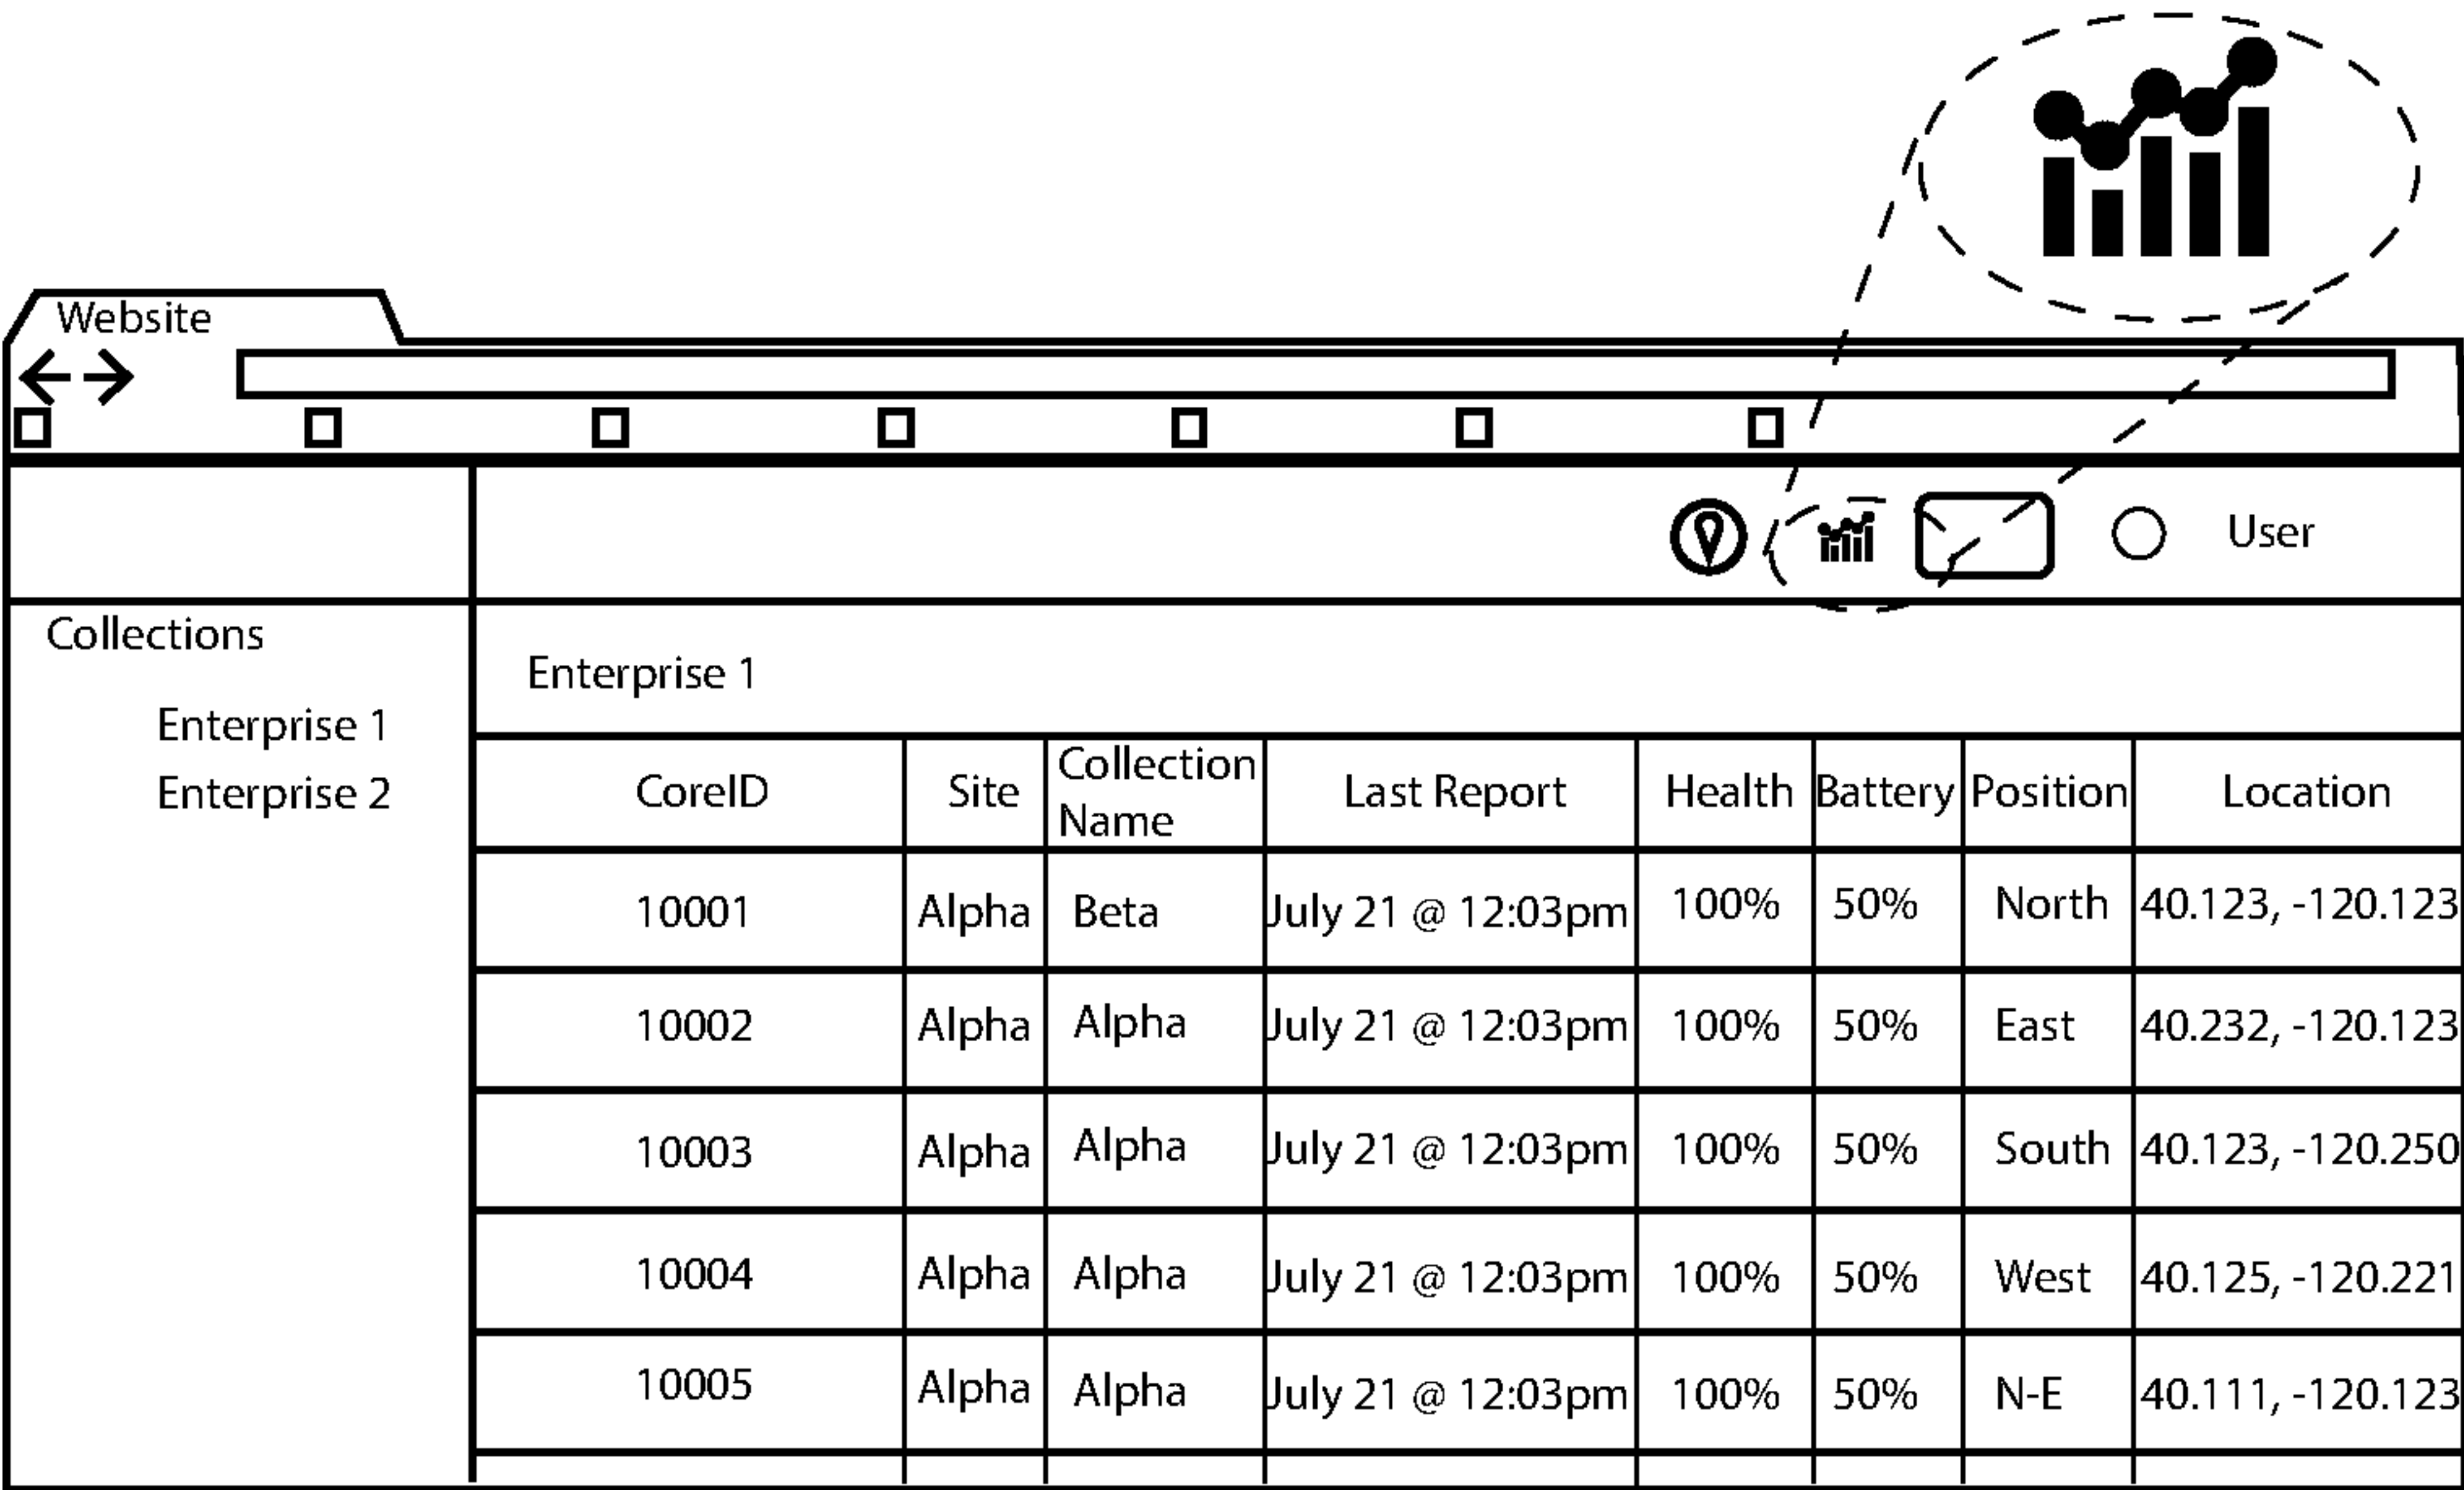 Website
User
Collections
Enterprise 1
Enterprise 2
Enterprise 1
CoreID Site Collection Name Last Report Health Battery Position Location
10001 Alpha Beta July 21 @ 12:03pm 100% 50% North 40.123, -120.123
10002 Alpha Alpha July 21 @ 12:03pm 100% 50% East 40.232, -120.123
10003 Alpha Alpha July 21 @ 12:03pm 100% 50% South 40.123, -120.250
10004 Alpha Alpha July 21 @ 12:03pm 100% 50% West 40.125, -120.221
10005 Alpha Alpha July 21 @ 12:03pm 100% 50% N-E 40.111, -120.123